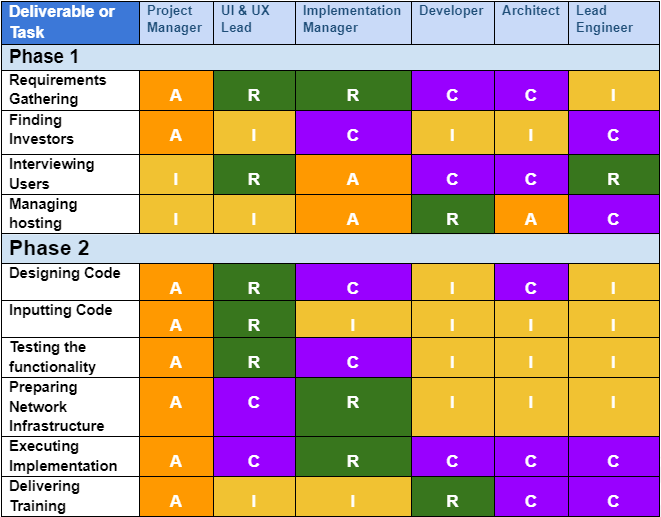 Deliverable or Task Project Manager UI & UX Lead Implementation Manager Developer Architect Lead Engineer
Phase 1
Requirements Gathering A R R C C I
Finding Investors A I C I I C
Interviewing Users I R A C C R
Managing hosting I I A R A C
Phase 2
Designing Code A R C I C I
Inputting Code A R I I I I
Testing the functionality A R C I I I
Preparing Network Infrastructure A C R I I I
Executing Implementation A C R C C C
Delivering Training A I I R C C